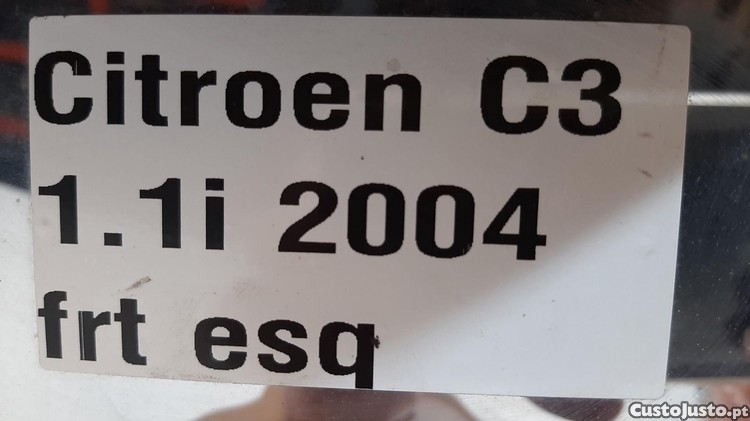 Citroen C3
1.1i 2004
frt esq
CustoJusto.pt